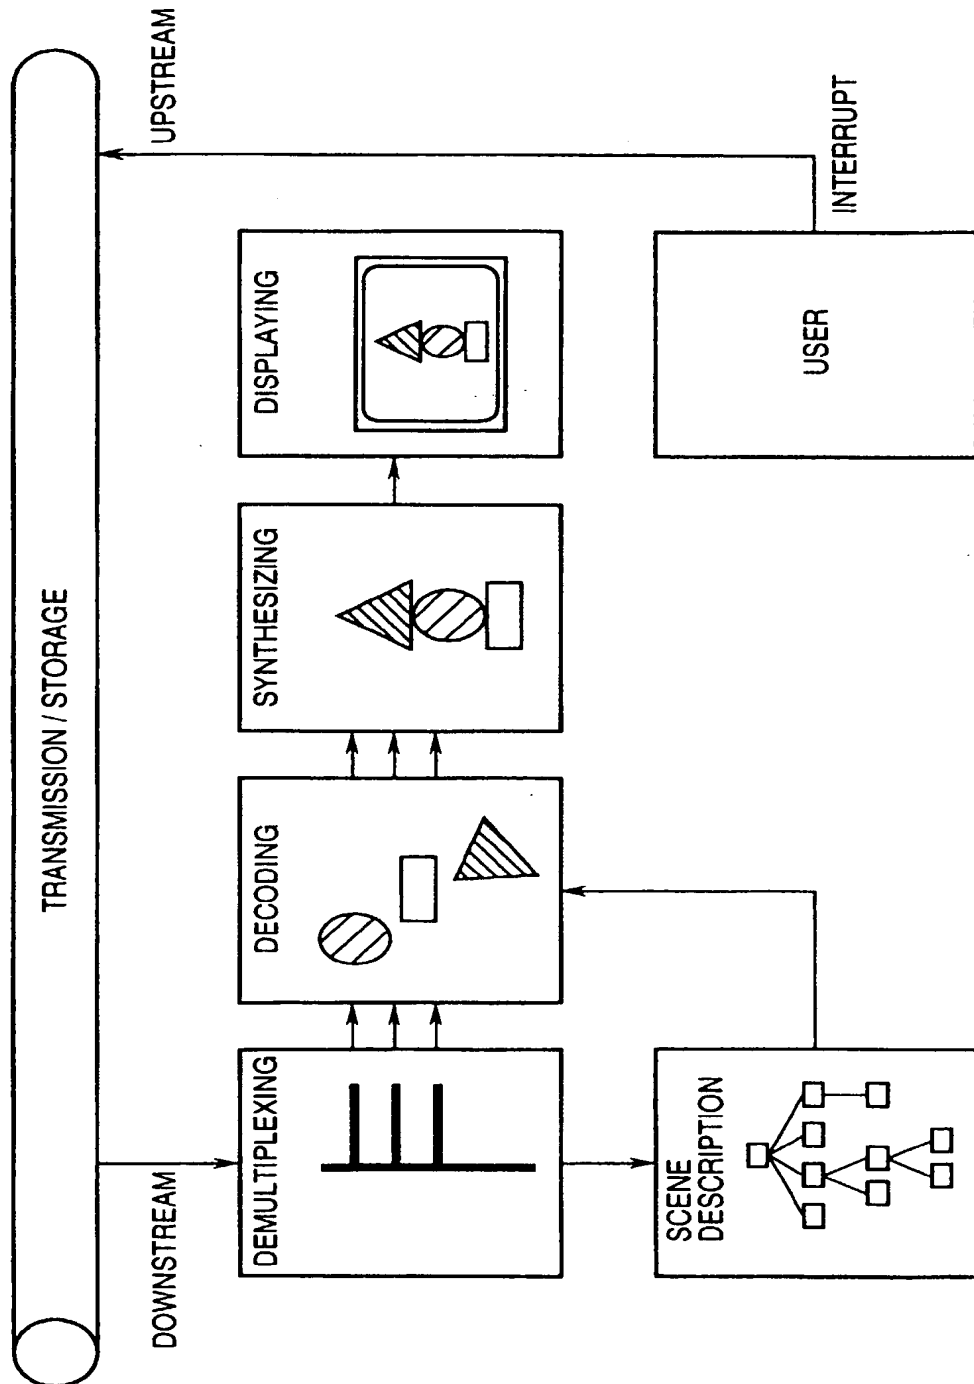 TRANSMISSION / STORAGE
DOWNSTREAM
UPSTREAM
DEMULTIPLEXING
DECODING
SYNTHESIZING
DISPLAYING
SCENE
DESCRIPTION
USER
INTERRUPT